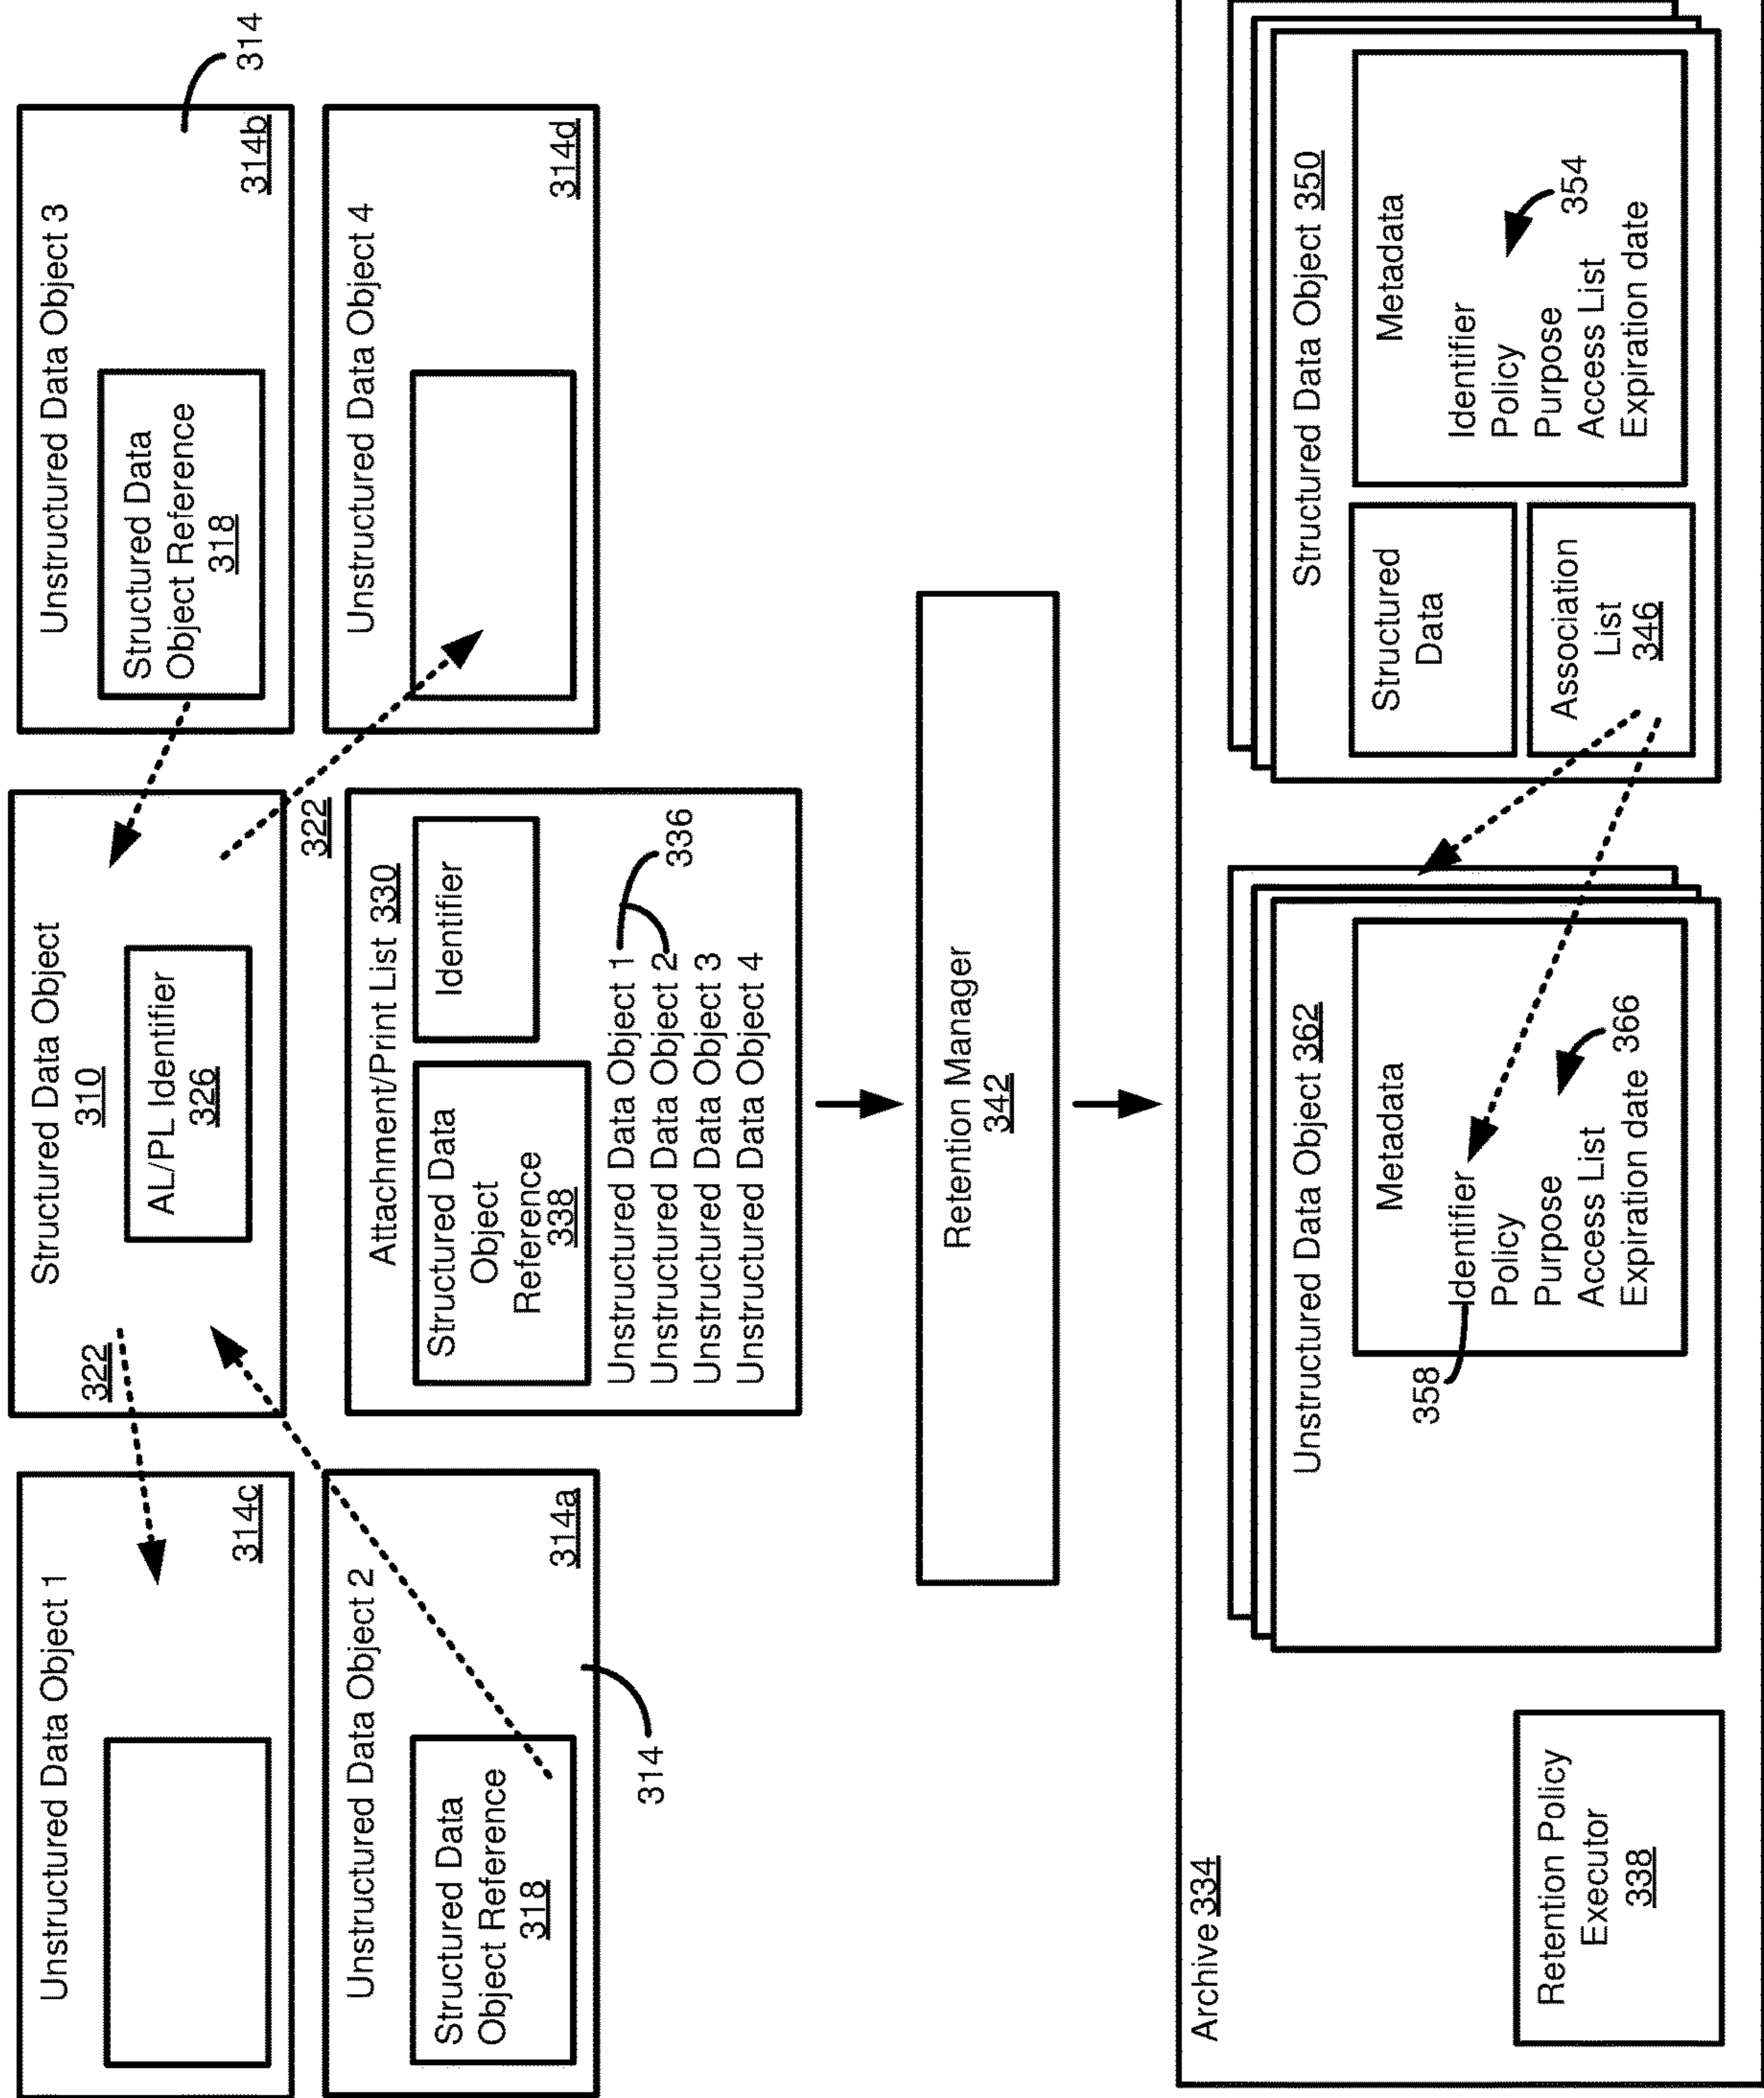 Unstructured Data Object 1
314c
Unstructured Data Object 2
Structured Data
Object Reference
318
314a
314
Structured Data Object
310
AL/PL Identifier
326
322
322
Attachment/Print List 330
Structured Data
Object
Reference
338
Identifier
Unstructured Data Object 1
Unstructured Data Object 2
Unstructured Data Object 3
Unstructured Data Object 4
336
Unstructured Data Object 3
Structured Data
Object Reference
318
314b
314
Unstructured Data Object 4
314d
Retention Manager
342
Archive 334
Retention Policy
Executor
338
Unstructured Data Object 362
Metadata
Identifier
Policy
Purpose
Access List
Expiration date
358
366
Structured Data Object 350
Structured
Data
Association
List
346
Metadata
Identifier
Policy
Purpose
Access List
Expiration date
354